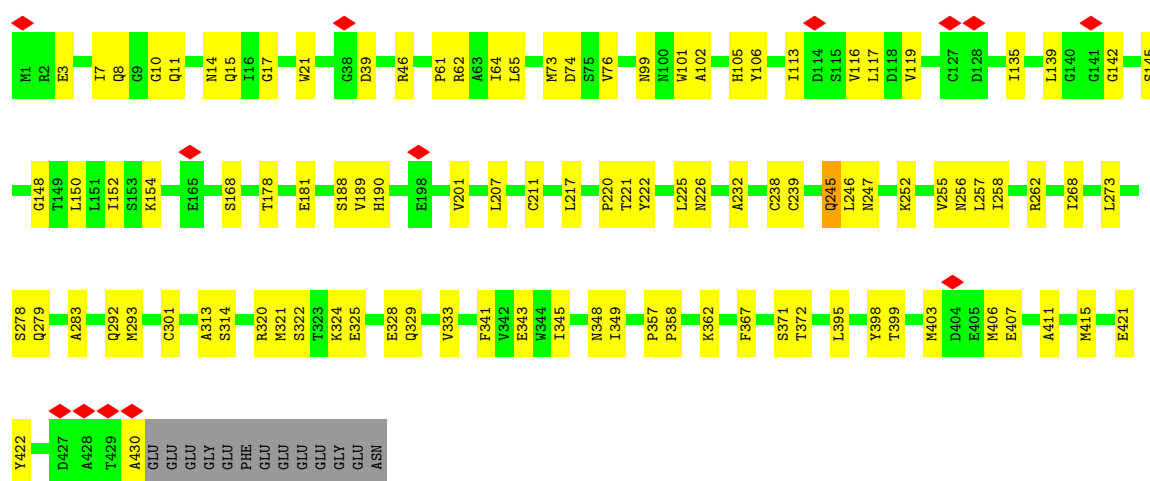 M1 R2 E3 I7 Q8 G9 G10 Q11 N14 Q15 I16 G17 W21 G38 D39 R46 P61 R62 A63 I64 L65 M73 D74 S75 V76 N99 N100 W101 A102 H105 Y106 I113 D114 S115 V116 L117 D118 V119 C127 D128 I135 L139 G140 G141 G142 S145
G148 T149 L150 L151 I152 S153 K154 E165 S168 T178 E181 S188 V189 H190 E198 V201 L207 C211 L217 P220 T221 Y222 L225 N226 A232 C238 C239 Q245 L246 N247 K252 V255 N256 L257 I258 R262 I268 L273
S278 Q279 A283 Q292 M293 C301 A313 S314 R320 M321 S322 T323 K324 E325 E328 Q329 V333 F341 V342 E343 W344 I345 N348 I349 P357 P358 K362 F367 S371 T372 L395 Y398 T399 M403 D404 E405 M406 E407 A411 M415 E421
Y422 D427 A428 T429 A430 GLU GLU GLU GLY GLU PHE GLU GLU GLU GLU GLY GLU ASN